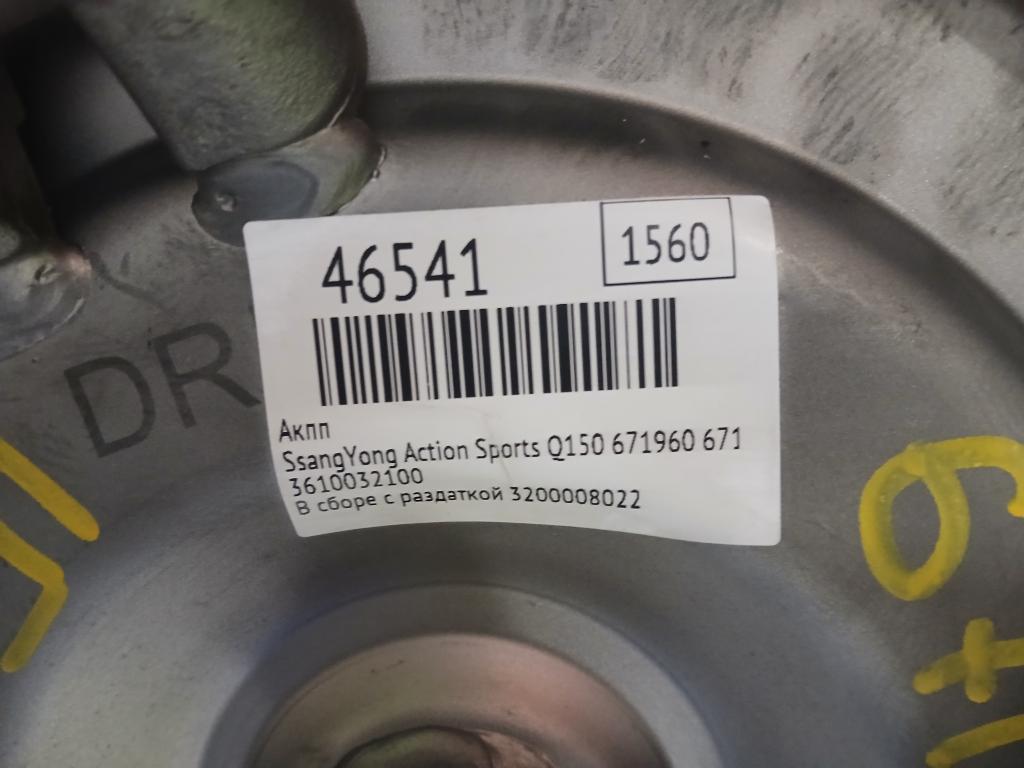 46541
1560
DR
Акпп
SsangYong Action Sports Q150 671960 671
3610032100
В сборе с раздаткой 3200008022